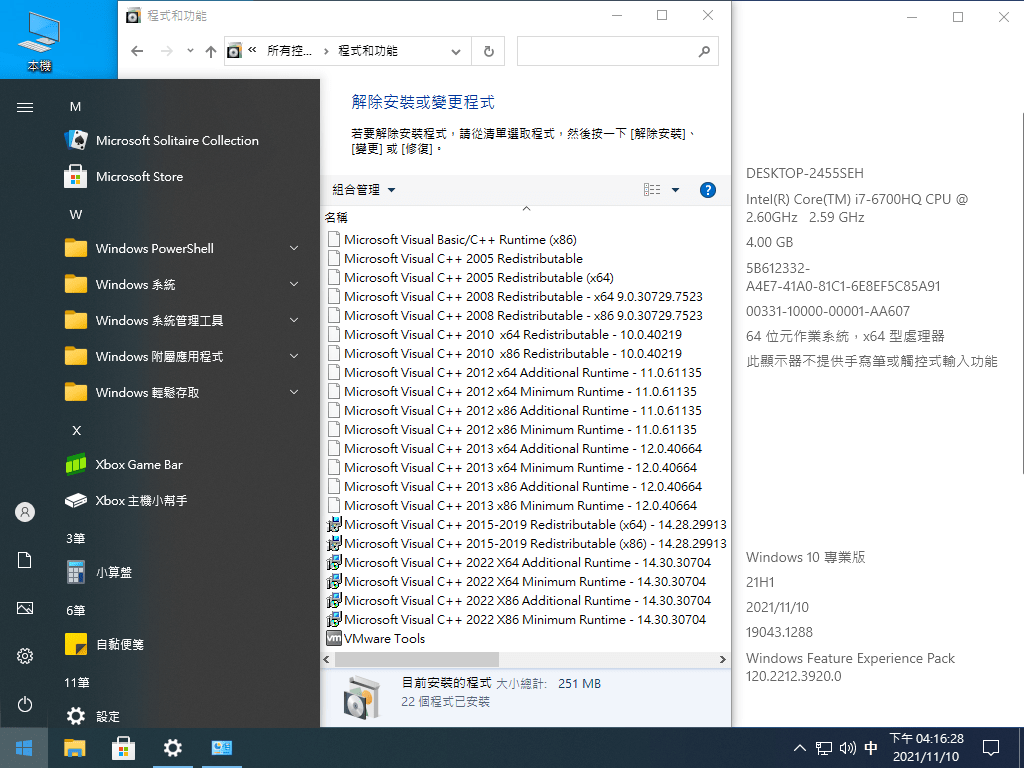 本機
M
Microsoft Solitaire Collection
Microsoft Store
W
Windows PowerShell
Windows 系統
Windows 系統管理工具
Windows 附屬應用程式
Windows 輕鬆存取
X
Xbox Game Bar
Xbox 主機小幫手
3筆
小算盤
6筆
自黏便箋
11筆
設定
程式和功能
« 所有控... › 程式和功能
解除安裝或變更程式
若要解除安裝程式，請從清單選取程式，然後按一下 [解除安裝]、
[變更] 或 [修復]。
組合管理
名稱
Microsoft Visual Basic/C++ Runtime (x86)
Microsoft Visual C++ 2005 Redistributable
Microsoft Visual C++ 2005 Redistributable (x64)
Microsoft Visual C++ 2008 Redistributable - x64 9.0.30729.7523
Microsoft Visual C++ 2008 Redistributable - x86 9.0.30729.7523
Microsoft Visual C++ 2010  x64 Redistributable - 10.0.40219
Microsoft Visual C++ 2010  x86 Redistributable - 10.0.40219
Microsoft Visual C++ 2012 x64 Additional Runtime - 11.0.61135
Microsoft Visual C++ 2012 x64 Minimum Runtime - 11.0.61135
Microsoft Visual C++ 2012 x86 Additional Runtime - 11.0.61135
Microsoft Visual C++ 2012 x86 Minimum Runtime - 11.0.61135
Microsoft Visual C++ 2013 x64 Additional Runtime - 12.0.40664
Microsoft Visual C++ 2013 x64 Minimum Runtime - 12.0.40664
Microsoft Visual C++ 2013 x86 Additional Runtime - 12.0.40664
Microsoft Visual C++ 2013 x86 Minimum Runtime - 12.0.40664
Microsoft Visual C++ 2015-2019 Redistributable (x64) - 14.28.29913
Microsoft Visual C++ 2015-2019 Redistributable (x86) - 14.28.29913
Microsoft Visual C++ 2022 X64 Additional Runtime - 14.30.30704
Microsoft Visual C++ 2022 X64 Minimum Runtime - 14.30.30704
Microsoft Visual C++ 2022 X86 Additional Runtime - 14.30.30704
Microsoft Visual C++ 2022 X86 Minimum Runtime - 14.30.30704
vm VMware Tools
目前安裝的程式 大小總計: 251 MB
22 個程式已安裝
DESKTOP-2455SEH
Intel(R) Core(TM) i7-6700HQ CPU @
2.60GHz 2.59 GHz
4.00 GB
5B612332-
A4E7-41A0-81C1-6E8EF5C85A91
00331-10000-00001-AA607
64 位元作業系統，x64 型處理器
此顯示器不提供手寫筆或觸控式輸入功能
Windows 10 專業版
21H1
2021/11/10
19043.1288
Windows Feature Experience Pack
120.2212.3920.0
中
下午 04:16:28
2021/11/10